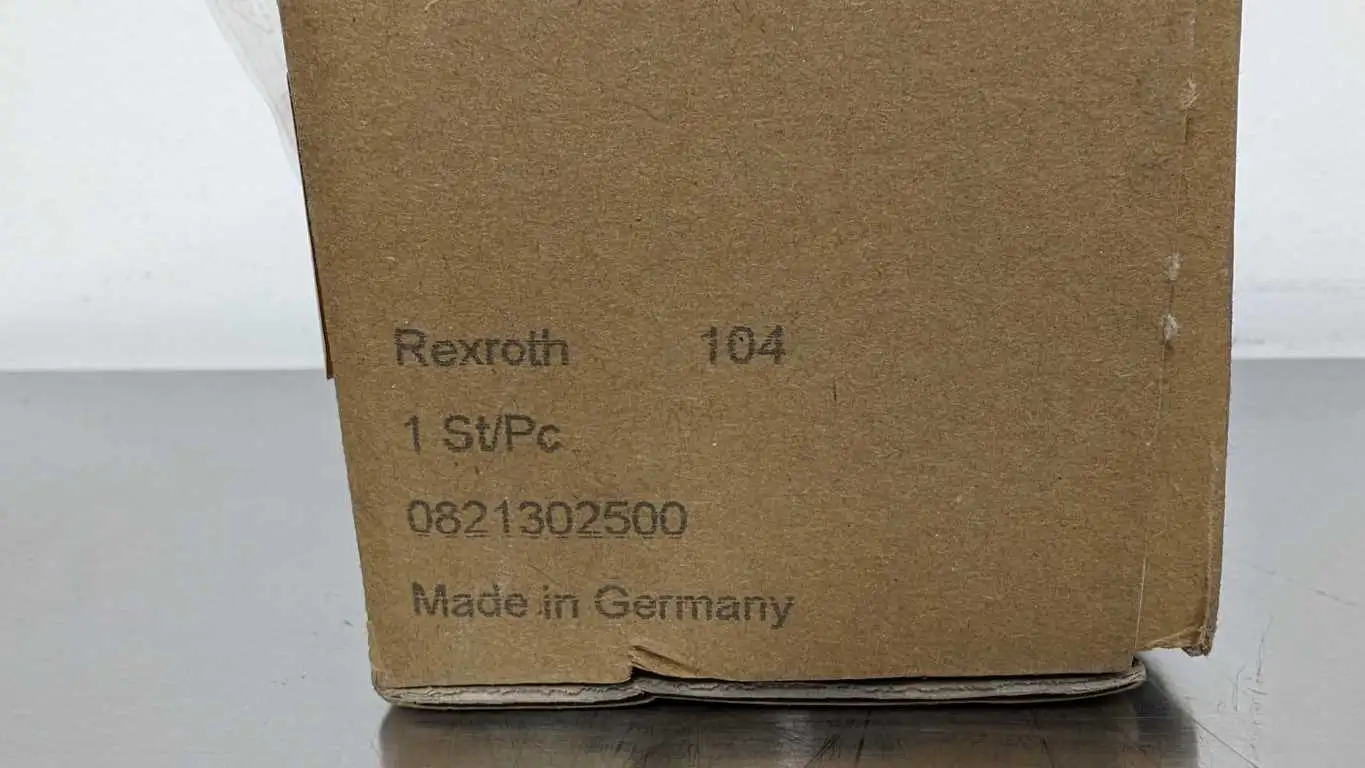 Rexroth 104
1 St/Pc
0821302500
Made in Germany